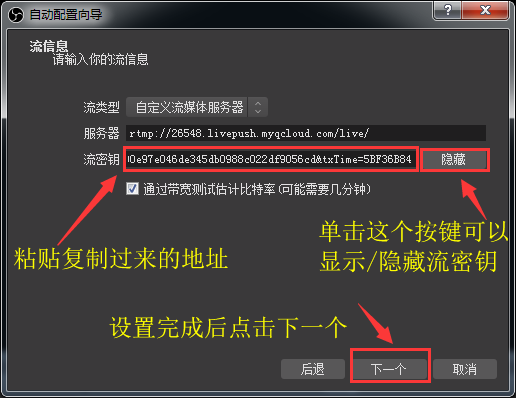 自动配置向导
流信息
请输入你的流信息
流类型 自定义流媒体服务器
服务器 rtmp://26548.livepush.myqcloud.com/live/
流密钥 0e97e046de345db0988c022df9056cd&txTime=5BF36B84 隐藏
通过带宽测试估计比特率(可能需要几分钟)
粘贴复制过来的地址
单击这个按键可以
显示/隐藏流密钥
设置完成后点击下一个
后退 下一个 取消